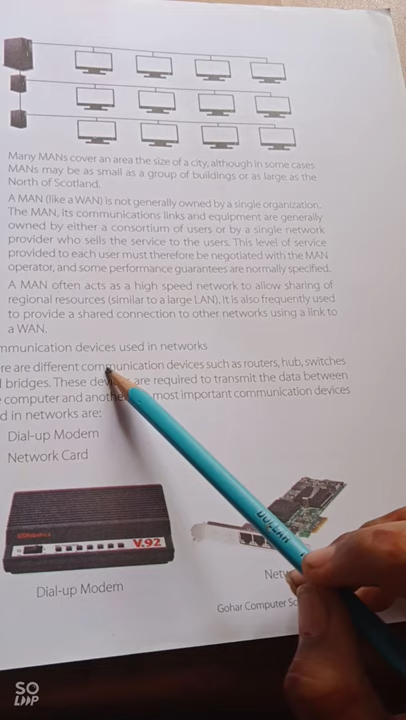 Many MANs cover an area the size of a city, although in some cases
MANs may be as small as a group of buildings or as large as the
North of Scotland.
A MAN (like a WAN) is not generally owned by a single organization.
The MAN, its communications links and equipment are generally
owned by either a consortium of users or by a single network
provider who sells the service to the users. This level of service
provided to each user must therefore be negotiated with the MAN
operator, and some performance guarantees are normally specified.
A MAN often acts as a high speed network to allow sharing of
regional resources (similar to a large LAN). It is also frequently used
to provide a shared connection to other networks using a link to
a WAN.
mmunication devices used in networks
re are different communication devices such as routers, hub, switches
bridges. These are required to transmit the data between
computer and most important communication devices
d in networks are:
Dial-up Modem
Network Card
V.92
DOLLAR
Dial-up Modem
Netw
Gohar Computer
SO
LOOP